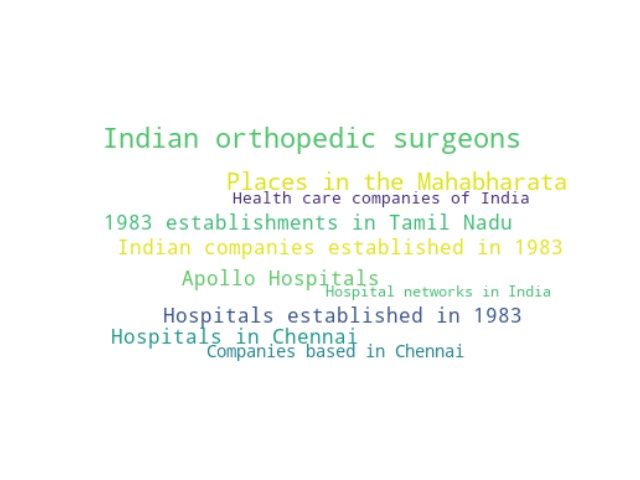 Indian orthopedic surgeons
Places in the Mahabharata
Health care companies of India
1983 establishments in Tamil Nadu
Indian companies established in 1983
Apollo Hospitals
Hospital networks in India
Hospitals established in 1983
Hospitals in Chennai
Companies based in Chennai